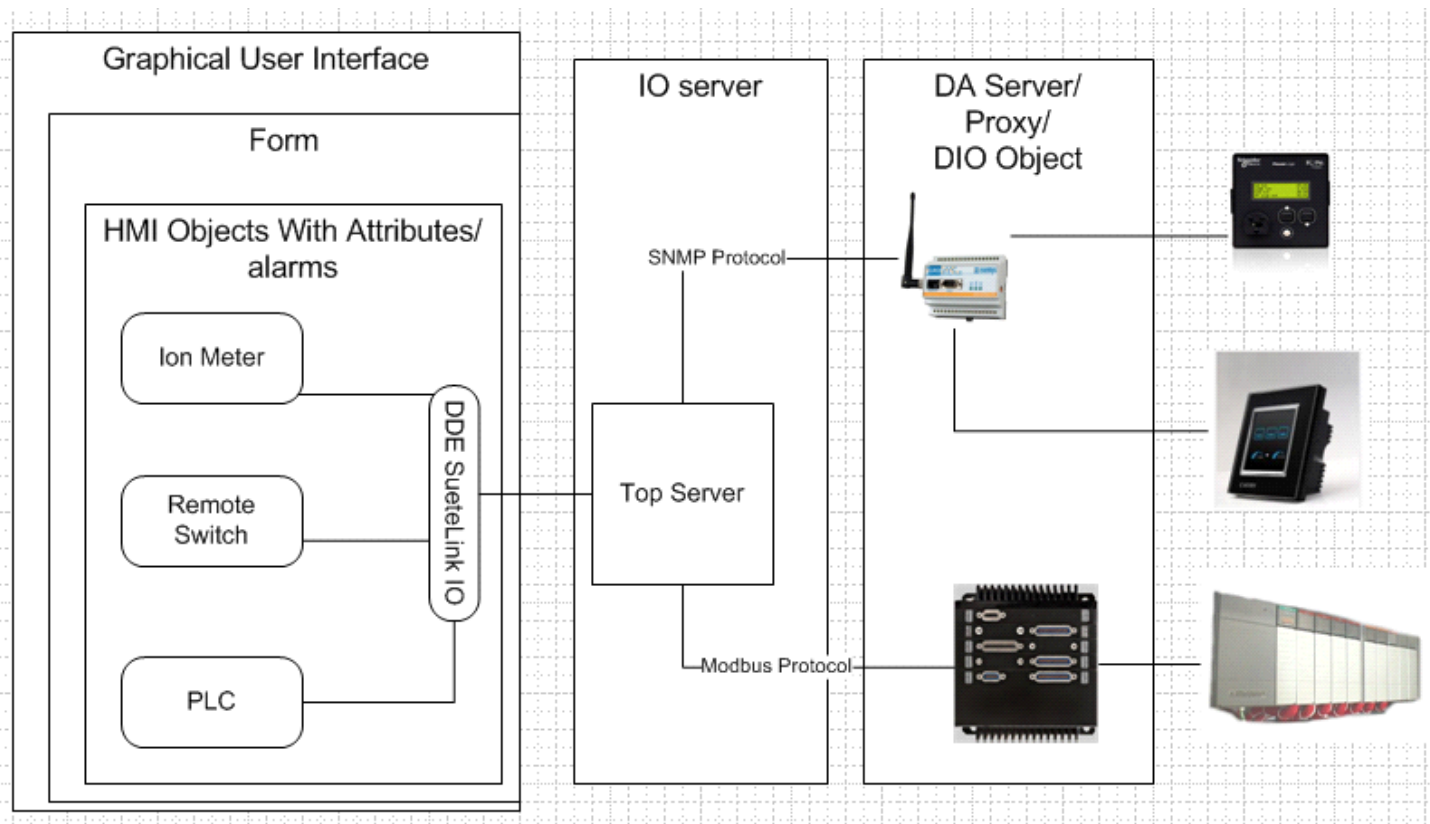 Graphical User Interface
Form
HMI Objects With Attributes/
alarms
Ion Meter
Remote
Switch
PLC
DDE SueteLink IO
IO server
SNMP Protocol
Top Server
Modbus Protocol
DA Server/
Proxy/
DIO Object